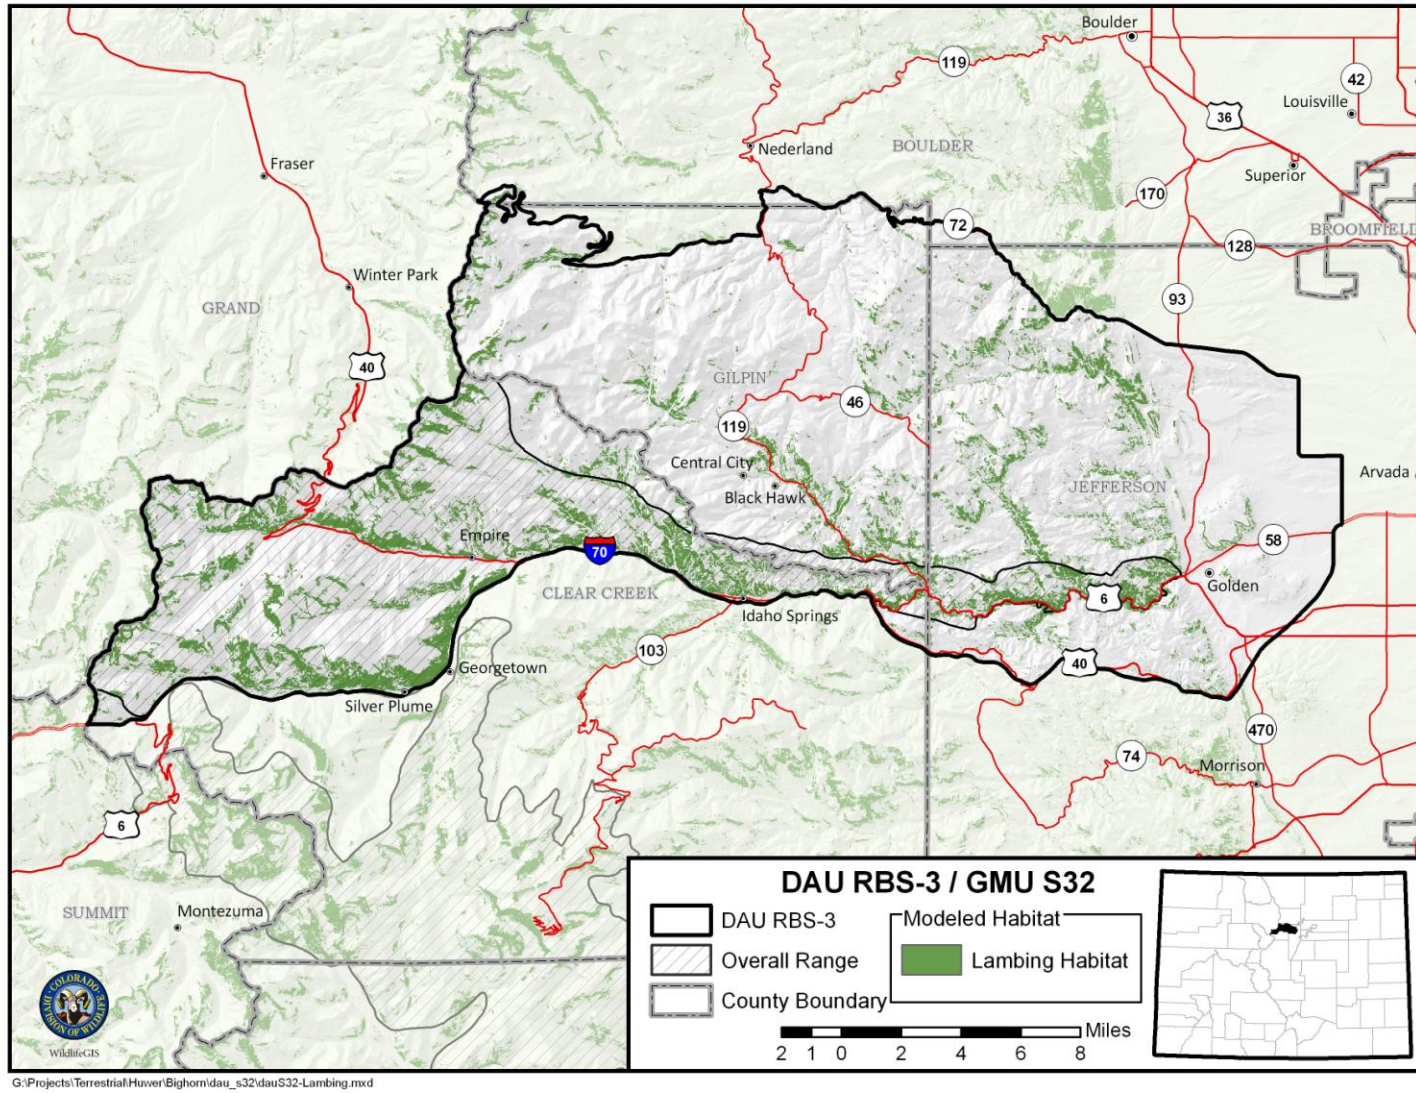 Boulder
119
42
Louisville
36
Nederland
BOULDER
Fraser
Superior
170
72
BROOMFIELD
128
Winter Park
93
GRAND
40
GILPIN
46
119
Central City
Arvada
Black Hawk
JEFFERSON
Empire
58
70
Golden
CLEAR CREEK
6
Idaho Springs
103
40
Georgetown
Silver Plume
470
74
Morrison
6
SUMMIT
Montezuma
DAU RBS-3 / GMU S32
DAU RBS-3
Modeled Habitat
Overall Range
Lambing Habitat
County Boundary
Miles
2 1 0 2 4 6 8
COLORADO
DIVISION OF WILDLIFE
WildlifeGIS
G:\Projects\Terrestrial\Huwer\Bighorn\dau_s32\dauS32-Lambing.mxd